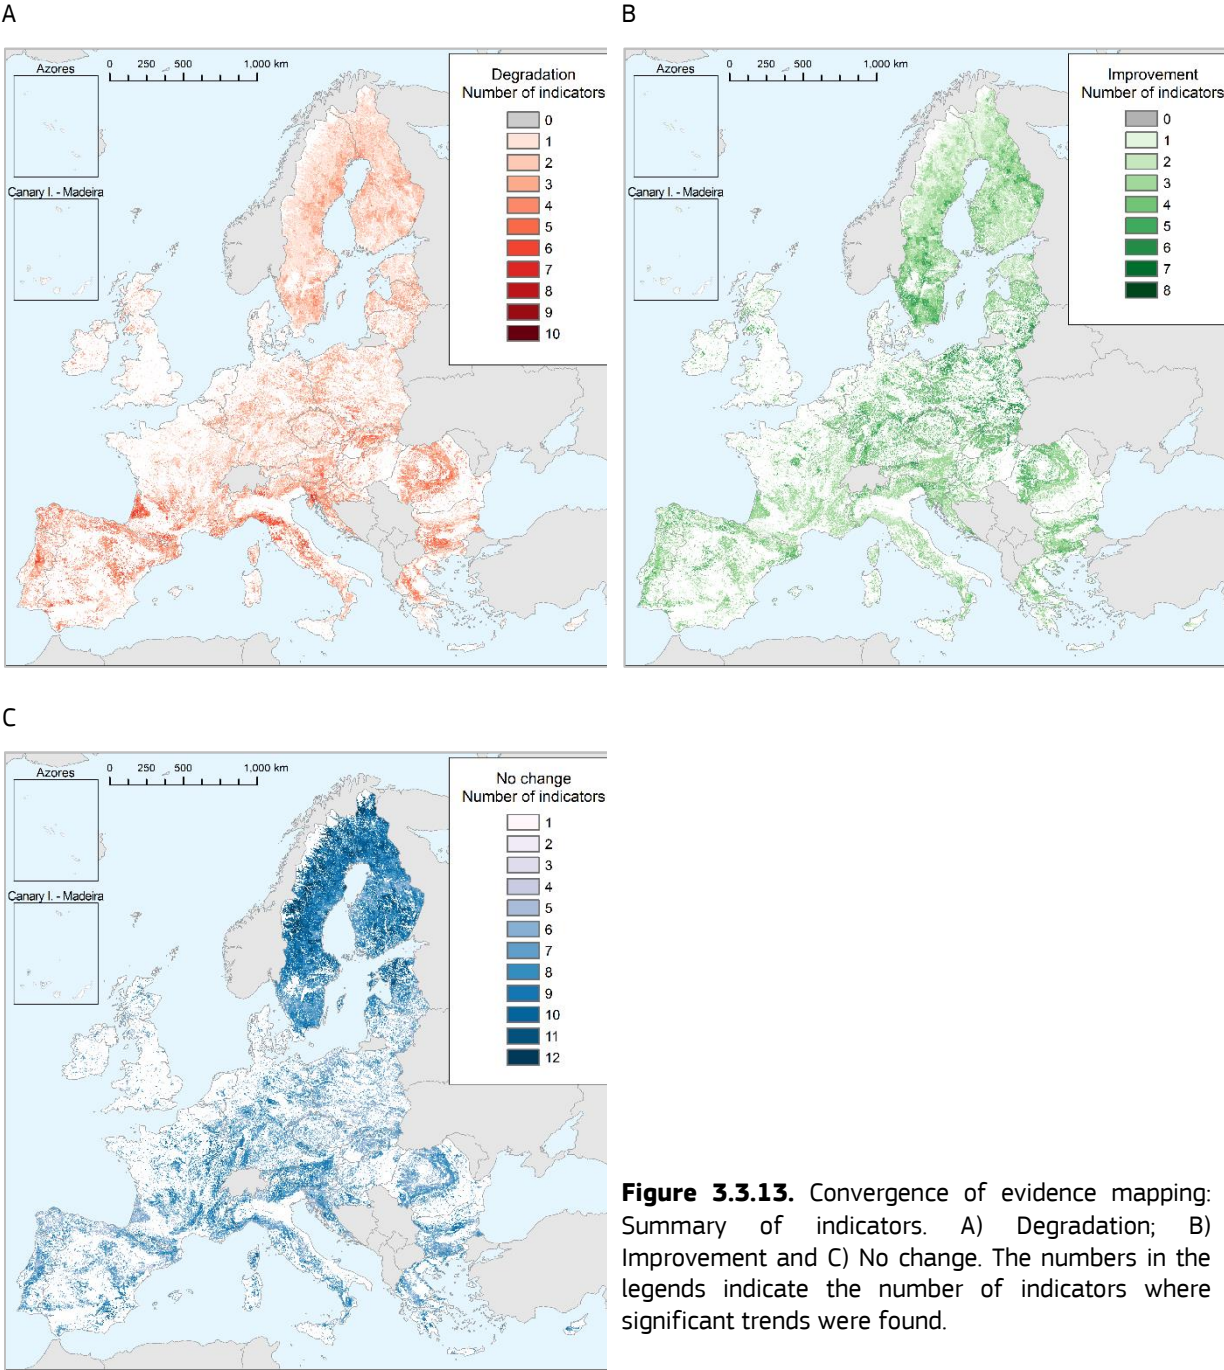 A
Azores
0 250 500 1,000 km
Canary I. - Madeira
Degradation
Number of indicators
0
1
2
3
4
5
6
7
8
9
10
B
Azores
0 250 500 1,000 km
Canary I. - Madeira
Improvement
Number of indicators
0
1
2
3
4
5
6
7
8
C
Azores
0 250 500 1,000 km
Canary I. - Madeira
No change
Number of indicators
1
2
3
4
5
6
7
8
9
10
11
12
Figure 3.3.13. Convergence of evidence mapping:
Summary of indicators. A) Degradation; B)
Improvement and C) No change. The numbers in the
legends indicate the number of indicators where
significant trends were found.